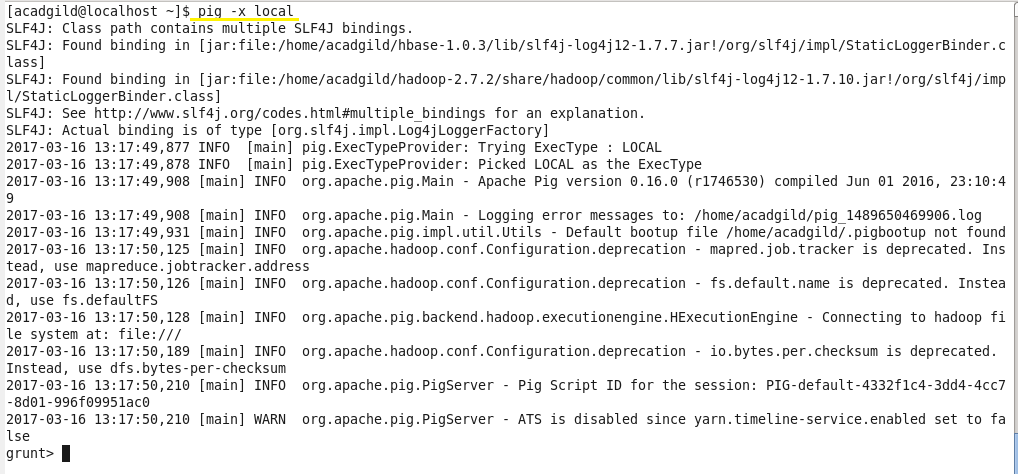 [acadgild@localhost ~]$ pig -x local
SLF4J: Class path contains multiple SLF4J bindings.
SLF4J: Found binding in [jar:file:/home/acadgild/hbase-1.0.3/lib/slf4j-log4j12-1.7.7.jar!/org/slf4j/impl/StaticLoggerBinder.c
lass]
SLF4J: Found binding in [jar:file:/home/acadgild/hadoop-2.7.2/share/hadoop/common/lib/slf4j-log4j12-1.7.10.jar!/org/slf4j/imp
l/StaticLoggerBinder.class]
SLF4J: See http://www.slf4j.org/codes.html#multiple_bindings for an explanation.
SLF4J: Actual binding is of type [org.slf4j.impl.Log4jLoggerFactory]
2017-03-16 13:17:49,877 INFO  [main] pig.ExecTypeProvider: Trying ExecType : LOCAL
2017-03-16 13:17:49,878 INFO  [main] pig.ExecTypeProvider: Picked LOCAL as the ExecType
2017-03-16 13:17:49,908 [main] INFO  org.apache.pig.Main - Apache Pig version 0.16.0 (r1746530) compiled Jun 01 2016, 23:10:4
9
2017-03-16 13:17:49,908 [main] INFO  org.apache.pig.Main - Logging error messages to: /home/acadgild/pig_1489650469906.log
2017-03-16 13:17:49,931 [main] INFO  org.apache.pig.impl.util.Utils - Default bootup file /home/acadgild/.pigbootup not found
2017-03-16 13:17:50,125 [main] INFO  org.apache.hadoop.conf.Configuration.deprecation - mapred.job.tracker is deprecated. Ins
tead, use mapreduce.jobtracker.address
2017-03-16 13:17:50,126 [main] INFO  org.apache.hadoop.conf.Configuration.deprecation - fs.default.name is deprecated. Instea
d, use fs.defaultFS
2017-03-16 13:17:50,128 [main] INFO  org.apache.pig.backend.hadoop.executionengine.HExecutionEngine - Connecting to hadoop fi
le system at: file:///
2017-03-16 13:17:50,189 [main] INFO  org.apache.hadoop.conf.Configuration.deprecation - io.bytes.per.checksum is deprecated. 
Instead, use dfs.bytes-per-checksum
2017-03-16 13:17:50,210 [main] INFO  org.apache.pig.PigServer - Pig Script ID for the session: PIG-default-4332f1c4-3dd4-4cc7
-8d01-996f09951ac0
2017-03-16 13:17:50,210 [main] WARN  org.apache.pig.PigServer - ATS is disabled since yarn.timeline-service.enabled set to fa
lse
grunt>